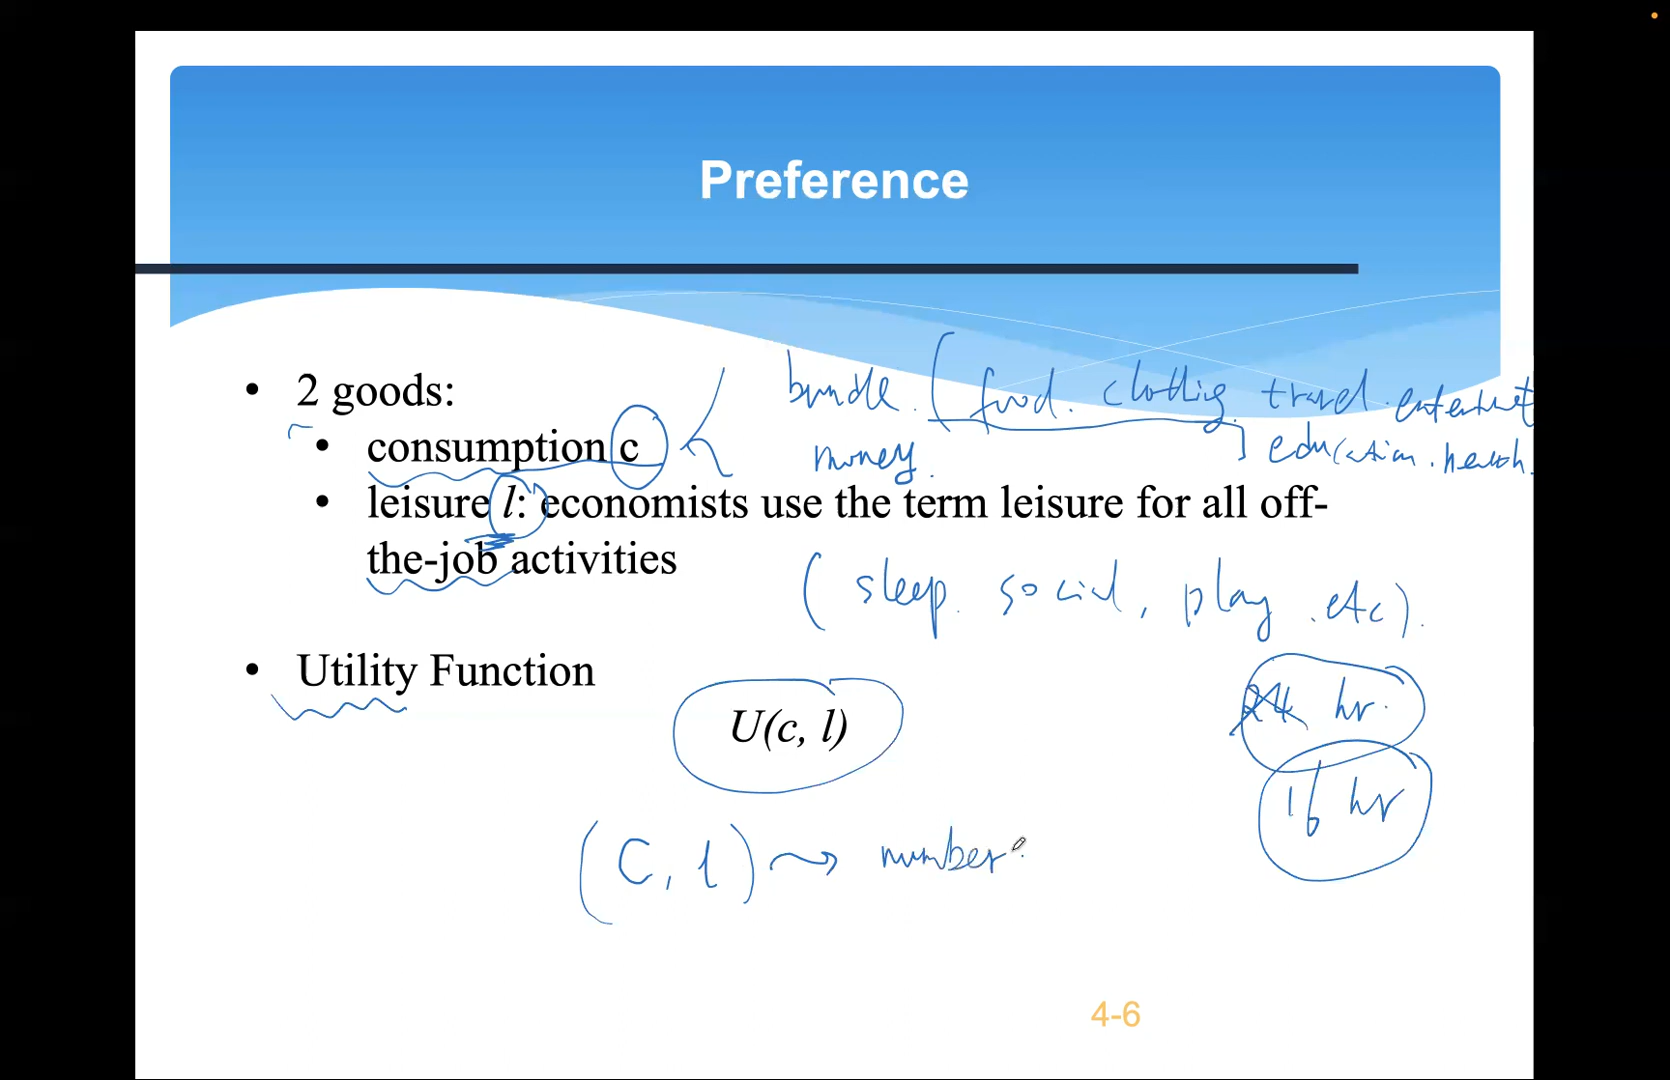 Preference
• 2 goods:
bundle. ( food. clothing, travel. entertmet
• consumption c
money.
education. health.
• leisure l: economists use the term leisure for all off-
the-job activities
( sleep. social, play. etc).
• Utility Function
24 hr.
U(c, l)
16 hr
(C, l) → number.
4-6